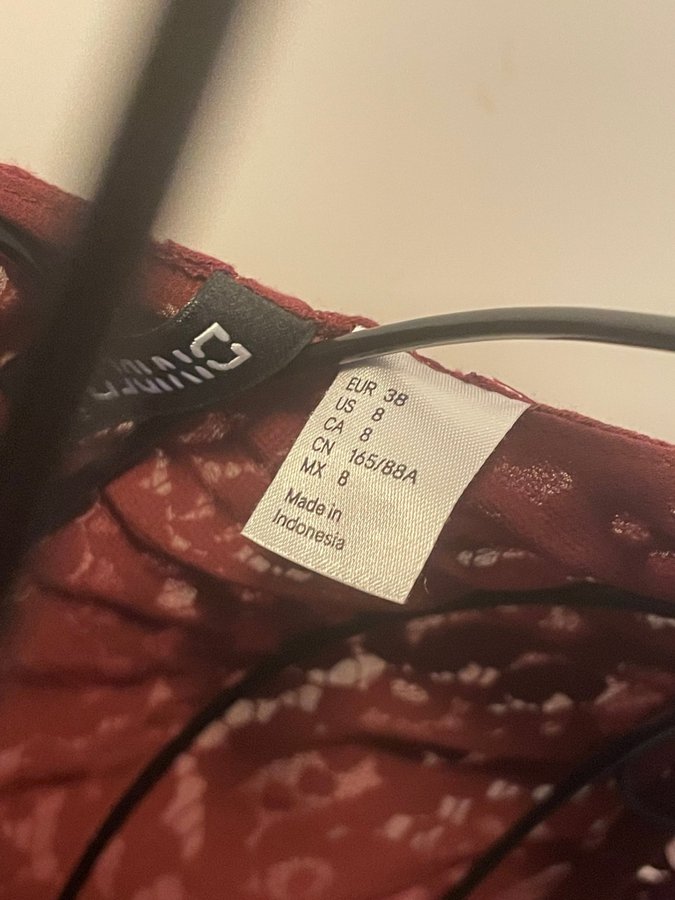 EUR 38
US 8
CA 8
CN 165/88A
MX 8
Made in
Indonesia